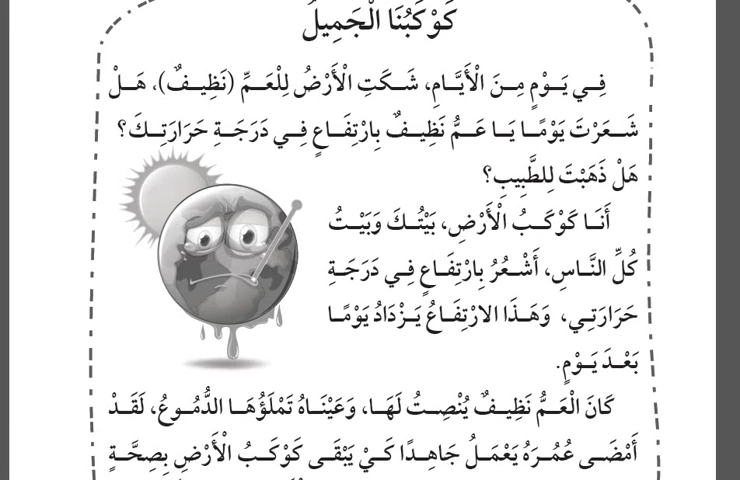 كَوْكَبُنَا الْجَمِيلُ
فِي يَوْمٍ مِنَ الْأَيَّامِ، شَكَتِ الْأَرْضُ لِلْعَمِّ (نَظِيفٌ)، هَلْ
شَعَرْتَ يَوْمًا يَا عَمُّ نَظِيفٌ بِارْتِفَاعٍ فِي دَرَجَةِ حَرَارَتِكَ؟
هَلْ ذَهَبْتَ لِلطَّبِيبِ؟
أَنَا كَوْكَبُ الْأَرْضِ، بَيْتُكَ وَبَيْتُ
كُلِّ النَّاسِ، أَشْعُرُ بِارْتِفَاعٍ فِي دَرَجَةِ
حَرَارَتِي، وَهَذَا الارْتِفَاعُ يَزْدَادُ يَوْمًا
بَعْدَ يَوْمٍ.
كَانَ الْعَمُّ نَظِيفٌ يُنْصِتُ لَهَا، وَعَيْنَاهُ تَمْلَؤُهَا الدُّمُوعُ، لَقَدْ
أَمْضَى عُمُرَهُ يَعْمَلُ جَاهِدًا كَيْ يَبْقَى كَوْكَبُ الْأَرْضِ بِصِحَّةٍ